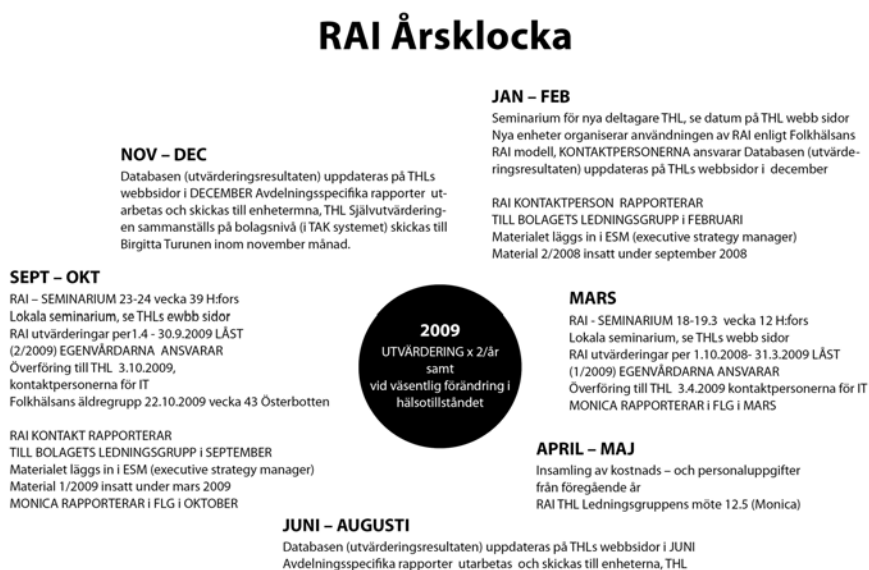 RAI Årsklocka
JAN – FEB
Seminarium för nya deltagare THL, se datum på THL webb sidor
Nya enheter organiserar användningen av RAI enligt Folkhälsans
RAI modell, KONTAKTPERSONERNA ansvarar Databasen (utvärde-
ringsresultaten) uppdateras på THLs webbsidor i  december
RAI KONTAKTPERSON  RAPPORTERAR
TILL BOLAGETS LEDNINGSGRUPP i FEBRUARI
Materialet läggs in i ESM (executive strategy manager)
Material 2/2008 insatt under september 2008
MARS
RAI - SEMINARIUM 18-19.3  vecka 12 H:fors
Lokala seminarium, se THLs webb sidor
RAI utvärderingar per 1.10.2008- 31.3.2009 LÅST
(1/2009) EGENVÅRDARNA ANSVARAR
Överföring till THL  3.4.2009 kontaktpersonerna för IT
MONICA RAPPORTERAR i FLG i MARS
APRIL – MAJ
Insamling av kostnads – och personaluppgifter
från föregående år
RAI THL Ledningsgruppens möte 12.5 (Monica)
JUNI – AUGUSTI
Databasen (utvärderingsresultaten) uppdateras på THLs webbsidor i JUNI
Avdelningsspecifika rapporter  utarbetas  och skickas till enheterna, THL
SEPT – OKT
RAI – SEMINARIUM 23-24 vecka 39 H:fors
Lokala seminarium, se THLs ewbb sidor
RAI utvärderingar per1.4 - 30.9.2009 LÅST
(2/2009) EGENVÅRDARNA  ANSVARAR
Överföring till THL  3.10.2009,
kontaktpersonerna för IT
Folkhälsans äldregrupp 22.10.2009 vecka 43 Österbotten
RAI KONTAKT RAPPORTERAR
TILL BOLAGETS LEDNINGSGRUPP i SEPTEMBER
Materialet läggs in i ESM (executive strategy manager)
Material 1/2009 insatt under mars 2009
MONICA RAPPORTERAR i FLG i OKTOBER
NOV – DEC
Databasen (utvärderingsresultaten) uppdateras på THLs
webbsidor i DECEMBER Avdelningsspecifika rapporter  ut-
arbetas och skickas till enhetermna, THL Självutvärdering-
en sammanställs på bolagsnivå (i TAK systemet) skickas till
Birgitta Turunen inom november månad.
2009
UTVÄRDERING x 2/år
samt
vid väsentlig förändring i
hälsotillståndet